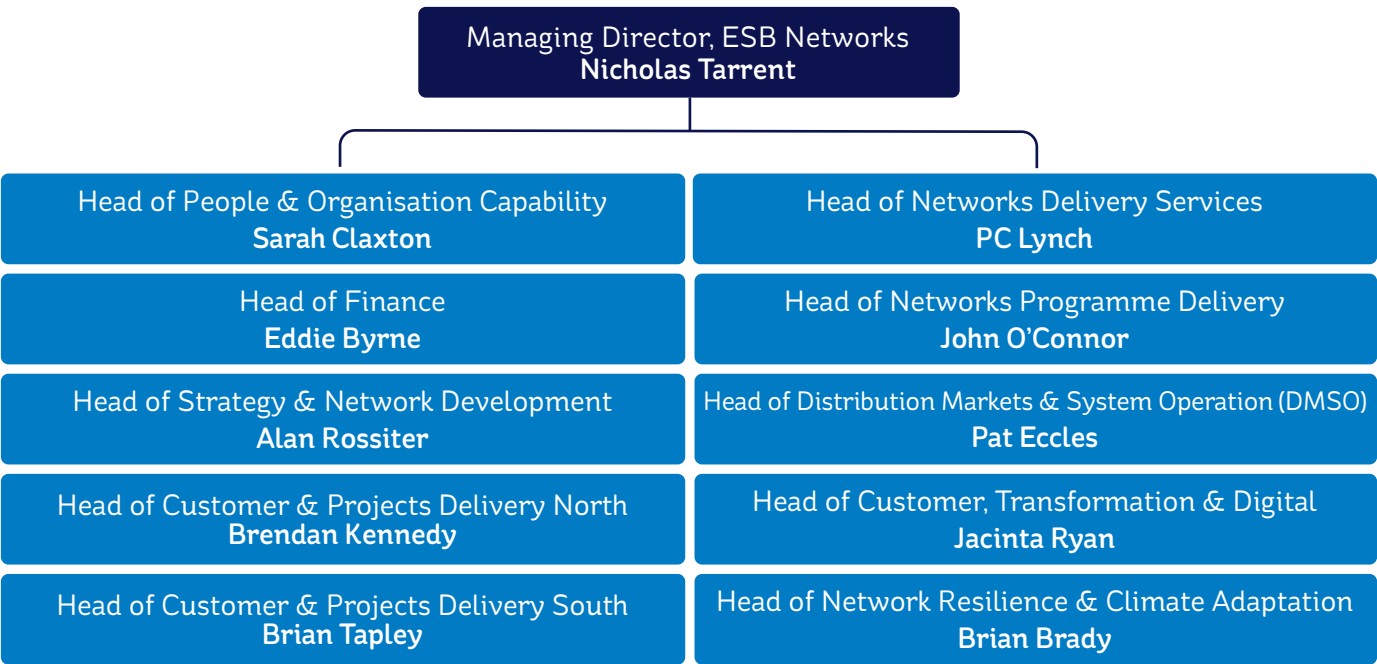 Managing Director, ESB Networks
Nicholas Tarrent
Head of People & Organisation Capability
Sarah Claxton
Head of Finance
Eddie Byrne
Head of Strategy & Network Development
Alan Rossiter
Head of Customer & Projects Delivery North
Brendan Kennedy
Head of Customer & Projects Delivery South
Brian Tapley
Head of Networks Delivery Services
PC Lynch
Head of Networks Programme Delivery
John O’Connor
Head of Distribution Markets & System Operation (DMSO)
Pat Eccles
Head of Customer, Transformation & Digital
Jacinta Ryan
Head of Network Resilience & Climate Adaptation
Brian Brady